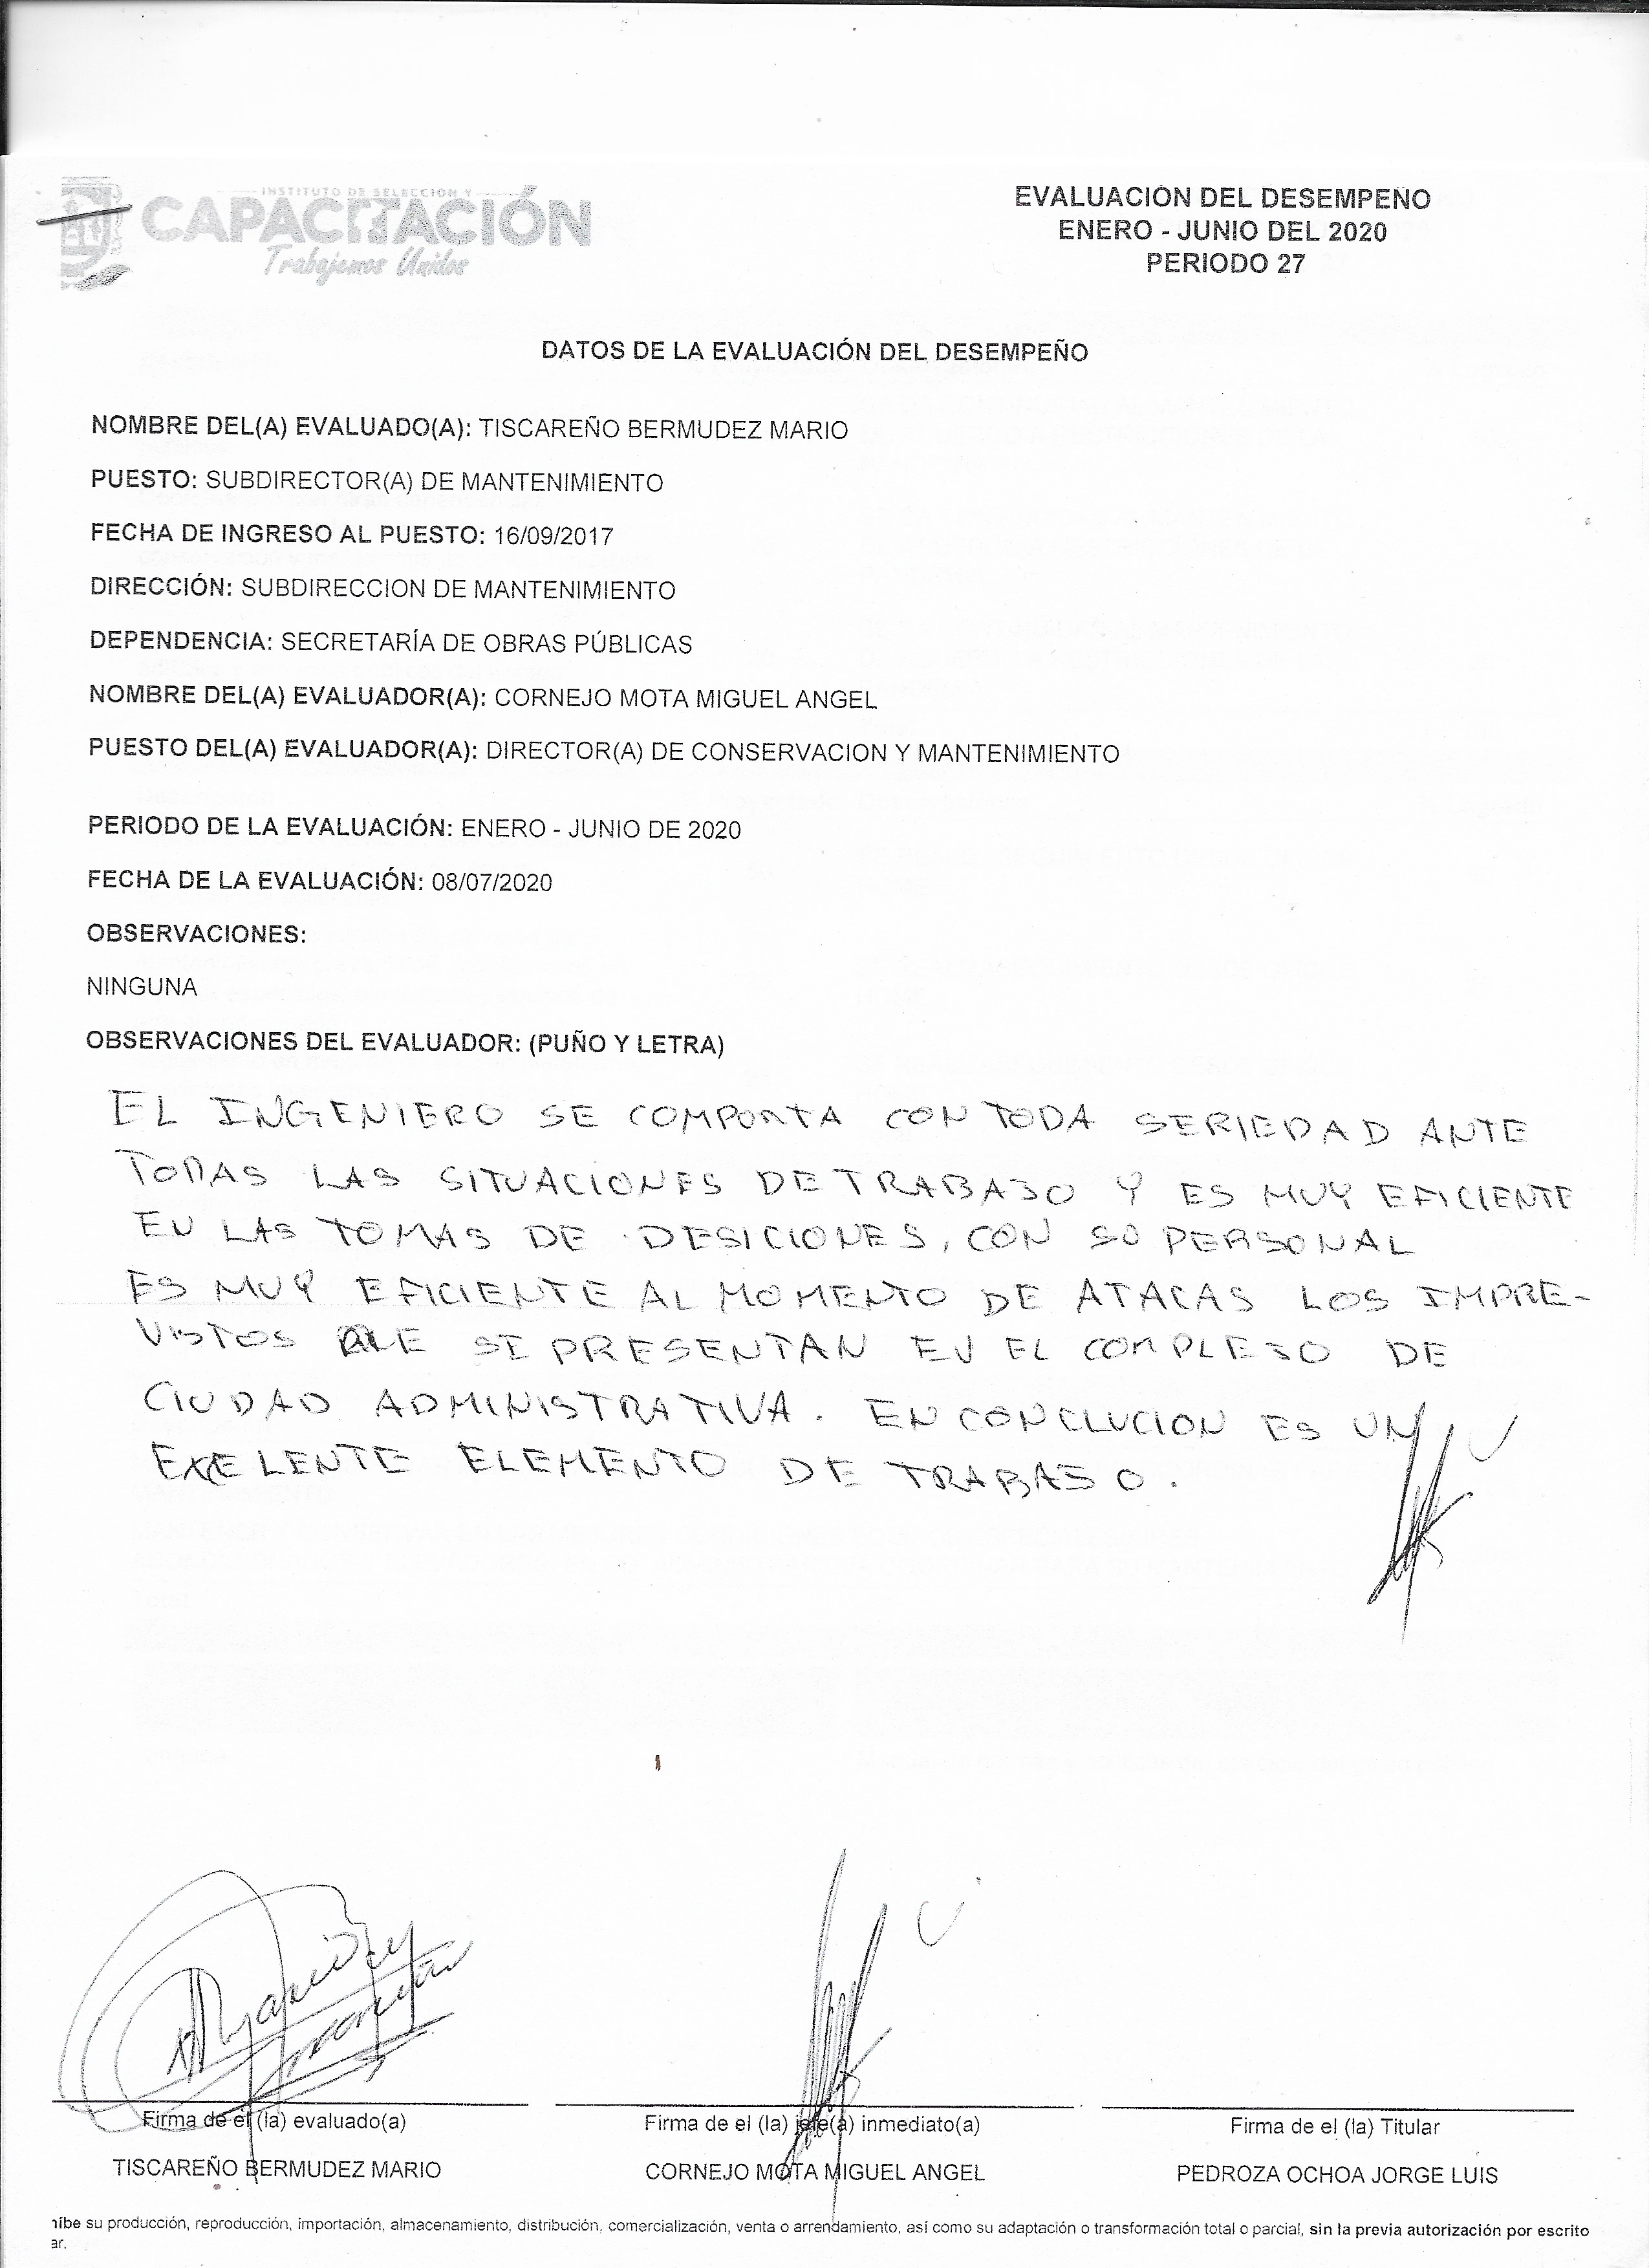 INSTITUTO DE SELECCION Y
CAPACITACIÓN
Trabajemos Unidos
EVALUACIÓN DEL DESEMPEÑO
ENERO - JUNIO DEL 2020
PERIODO 27
DATOS DE LA EVALUACIÓN DEL DESEMPEÑO
NOMBRE DEL(A) EVALUADO(A): TISCAREÑO BERMUDEZ MARIO
PUESTO: SUBDIRECTOR(A) DE MANTENIMIENTO
FECHA DE INGRESO AL PUESTO: 16/09/2017
DIRECCIÓN: SUBDIRECCION DE MANTENIMIENTO
DEPENDENCIA: SECRETARÍA DE OBRAS PÚBLICAS
NOMBRE DEL(A) EVALUADOR(A): CORNEJO MOTA MIGUEL ANGEL
PUESTO DEL(A) EVALUADOR(A): DIRECTOR(A) DE CONSERVACION Y MANTENIMIENTO
PERIODO DE LA EVALUACIÓN: ENERO - JUNIO DE 2020
FECHA DE LA EVALUACIÓN: 08/07/2020
OBSERVACIONES:
NINGUNA
OBSERVACIONES DEL EVALUADOR: (PUÑO Y LETRA)
EL INGENIERO SE COMPORTA CON TODA SERIEDAD ANTE
TODAS LAS SITUACIONES DE TRABAJO Y ES MUY EFICIENTE
EN LAS TOMAS DE DESICIONES, CON SU PERSONAL
ES MUY EFICIENTE AL MOMENTO DE ATACAS LOS IMPRE-
VISTOS QUE SE PRESENTAN EN EL COMPLEJO DE
CIUDAD ADMINISTRATIVA. EN CONCLUCION ES UN
EXELENTE ELEMENTO DE TRABAJO.
Firma de el (la) evaluado(a)
TISCAREÑO BERMUDEZ MARIO
Firma de el (la) jefe(a) inmediato(a)
CORNEJO MOTA MIGUEL ANGEL
Firma de el (la) Titular
PEDROZA OCHOA JORGE LUIS
híbe su producción, reproducción, importación, almacenamiento, distribución, comercialización, venta o arrendamiento, así como su adaptación o transformación total o parcial, sin la previa autorización por escrito
ar.